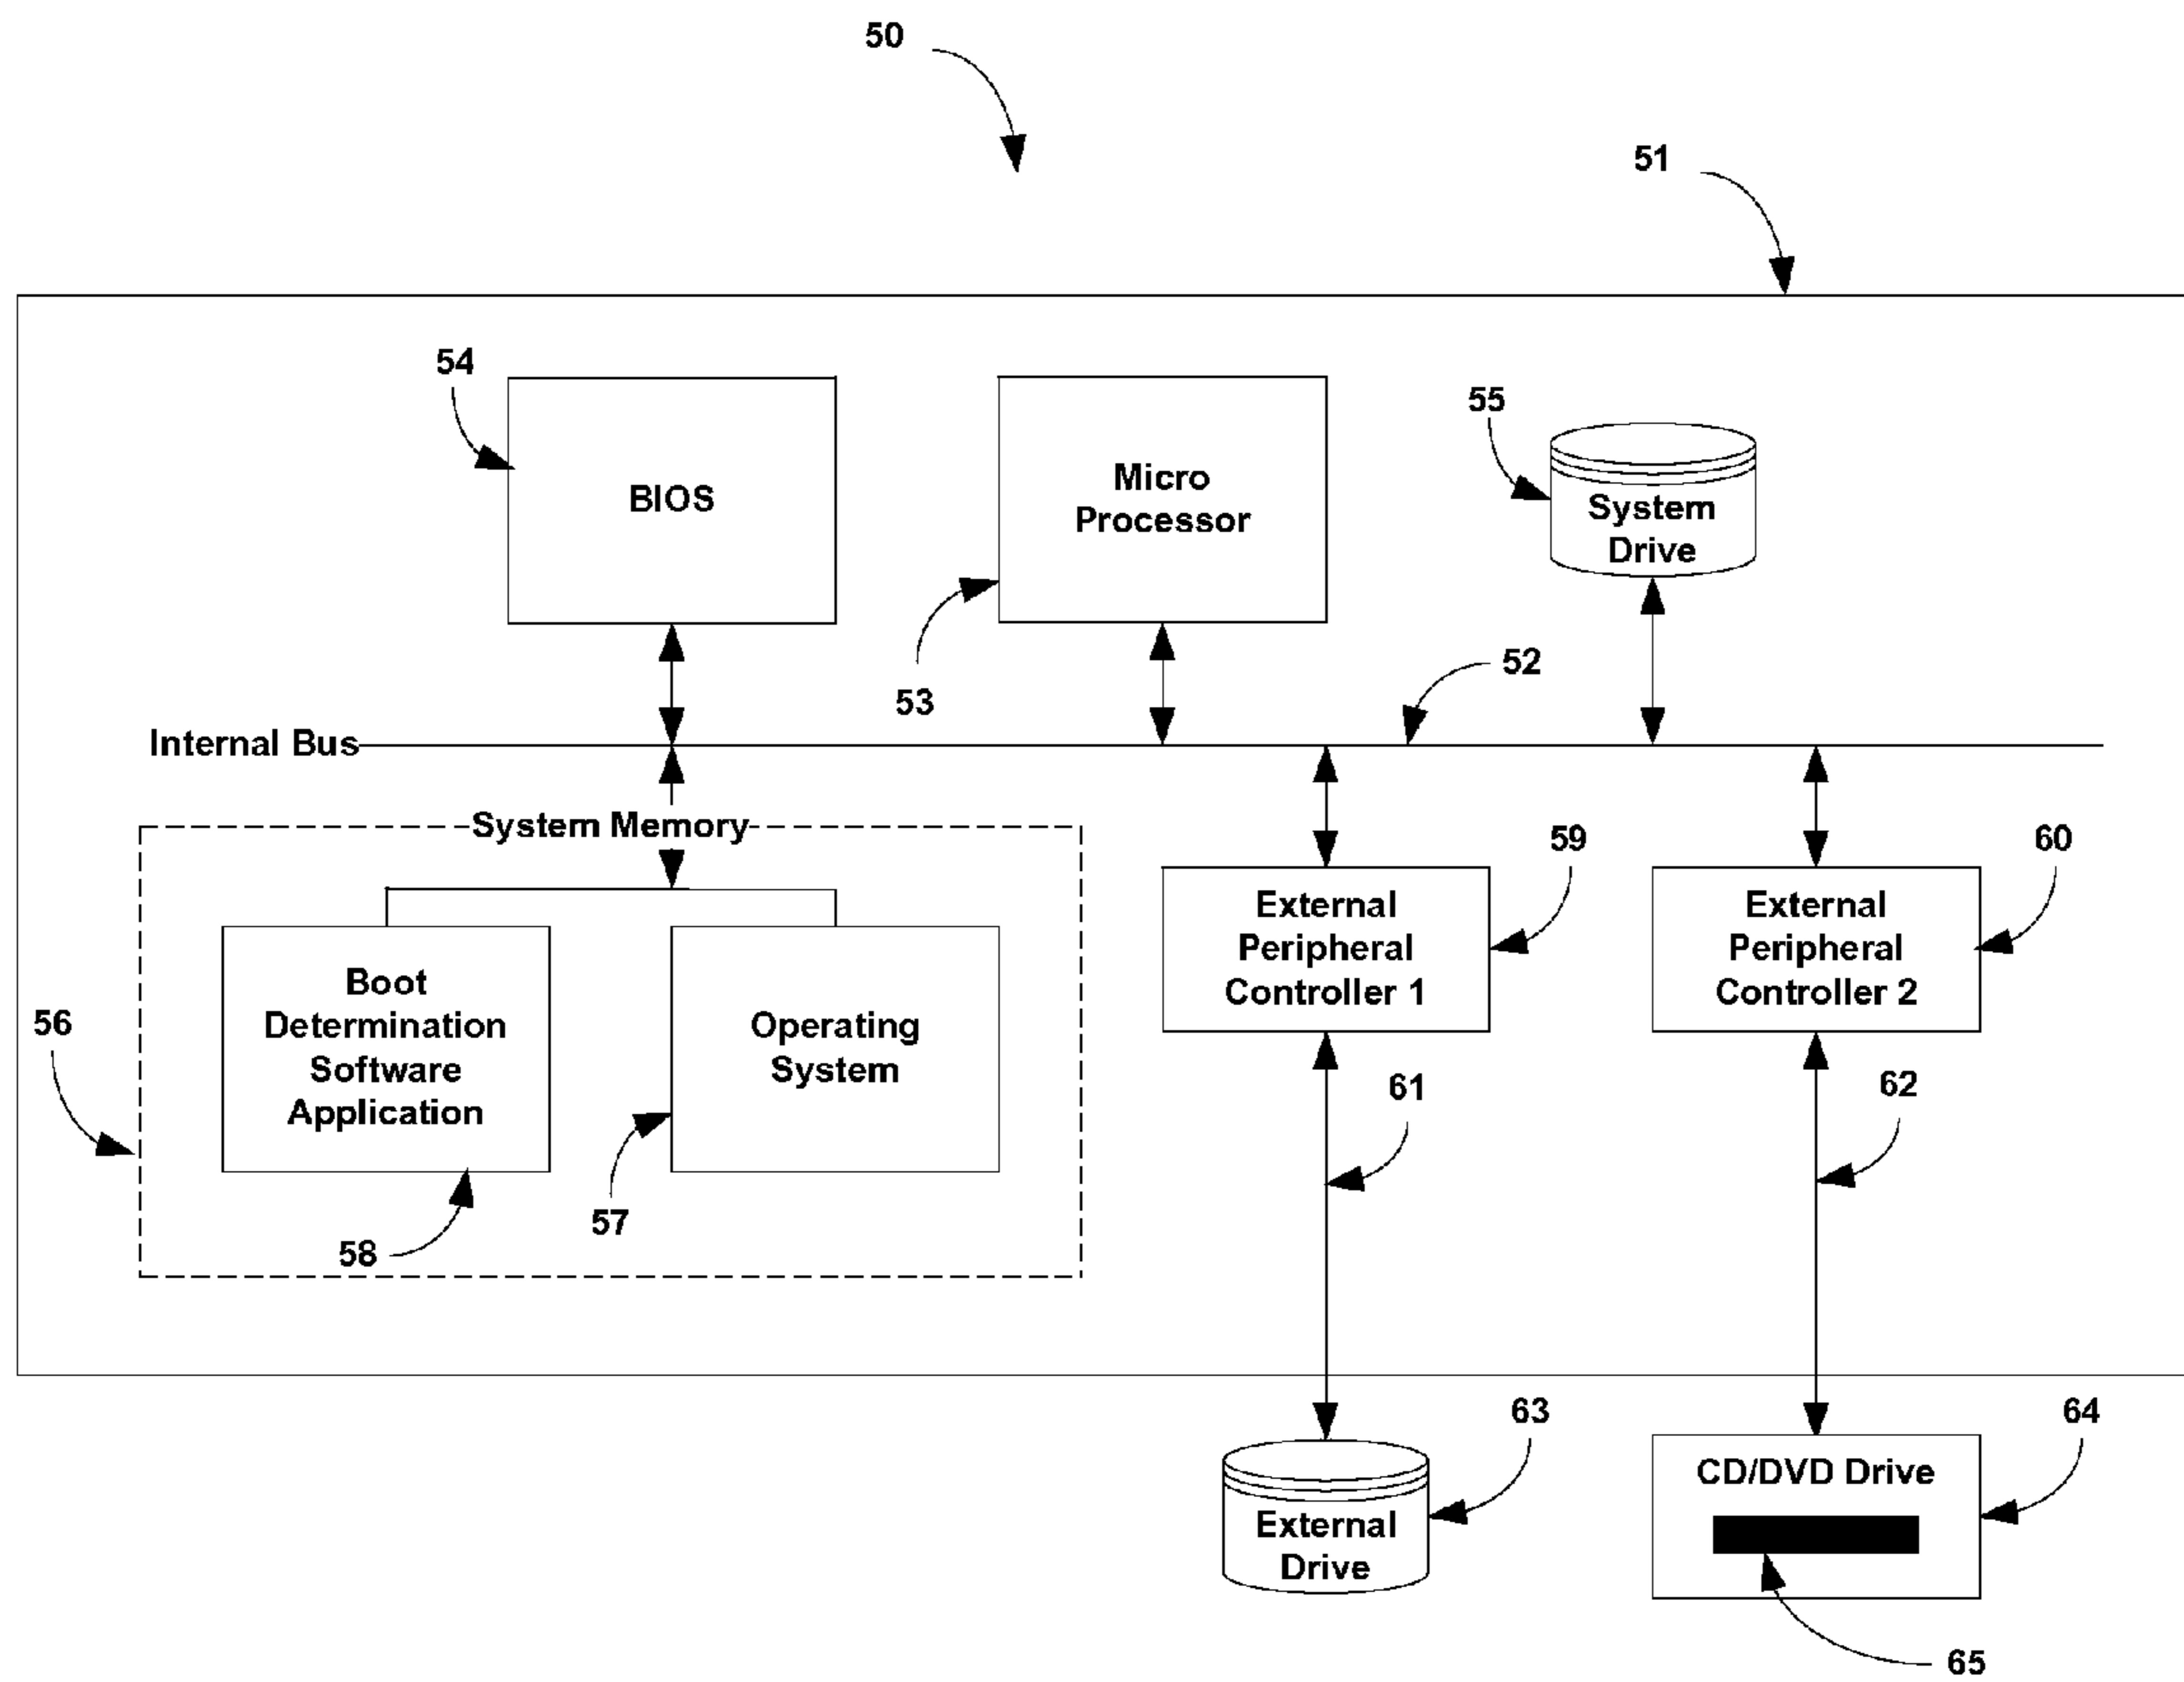 50
51
54
BIOS
Micro
Processor
55
System
Drive
53
52
Internal Bus
System Memory
59
60
56
Boot
Determination
Software
Application
Operating
System
External
Peripheral
Controller 1
External
Peripheral
Controller 2
61
62
57
58
63
64
External
Drive
CD/DVD Drive
65